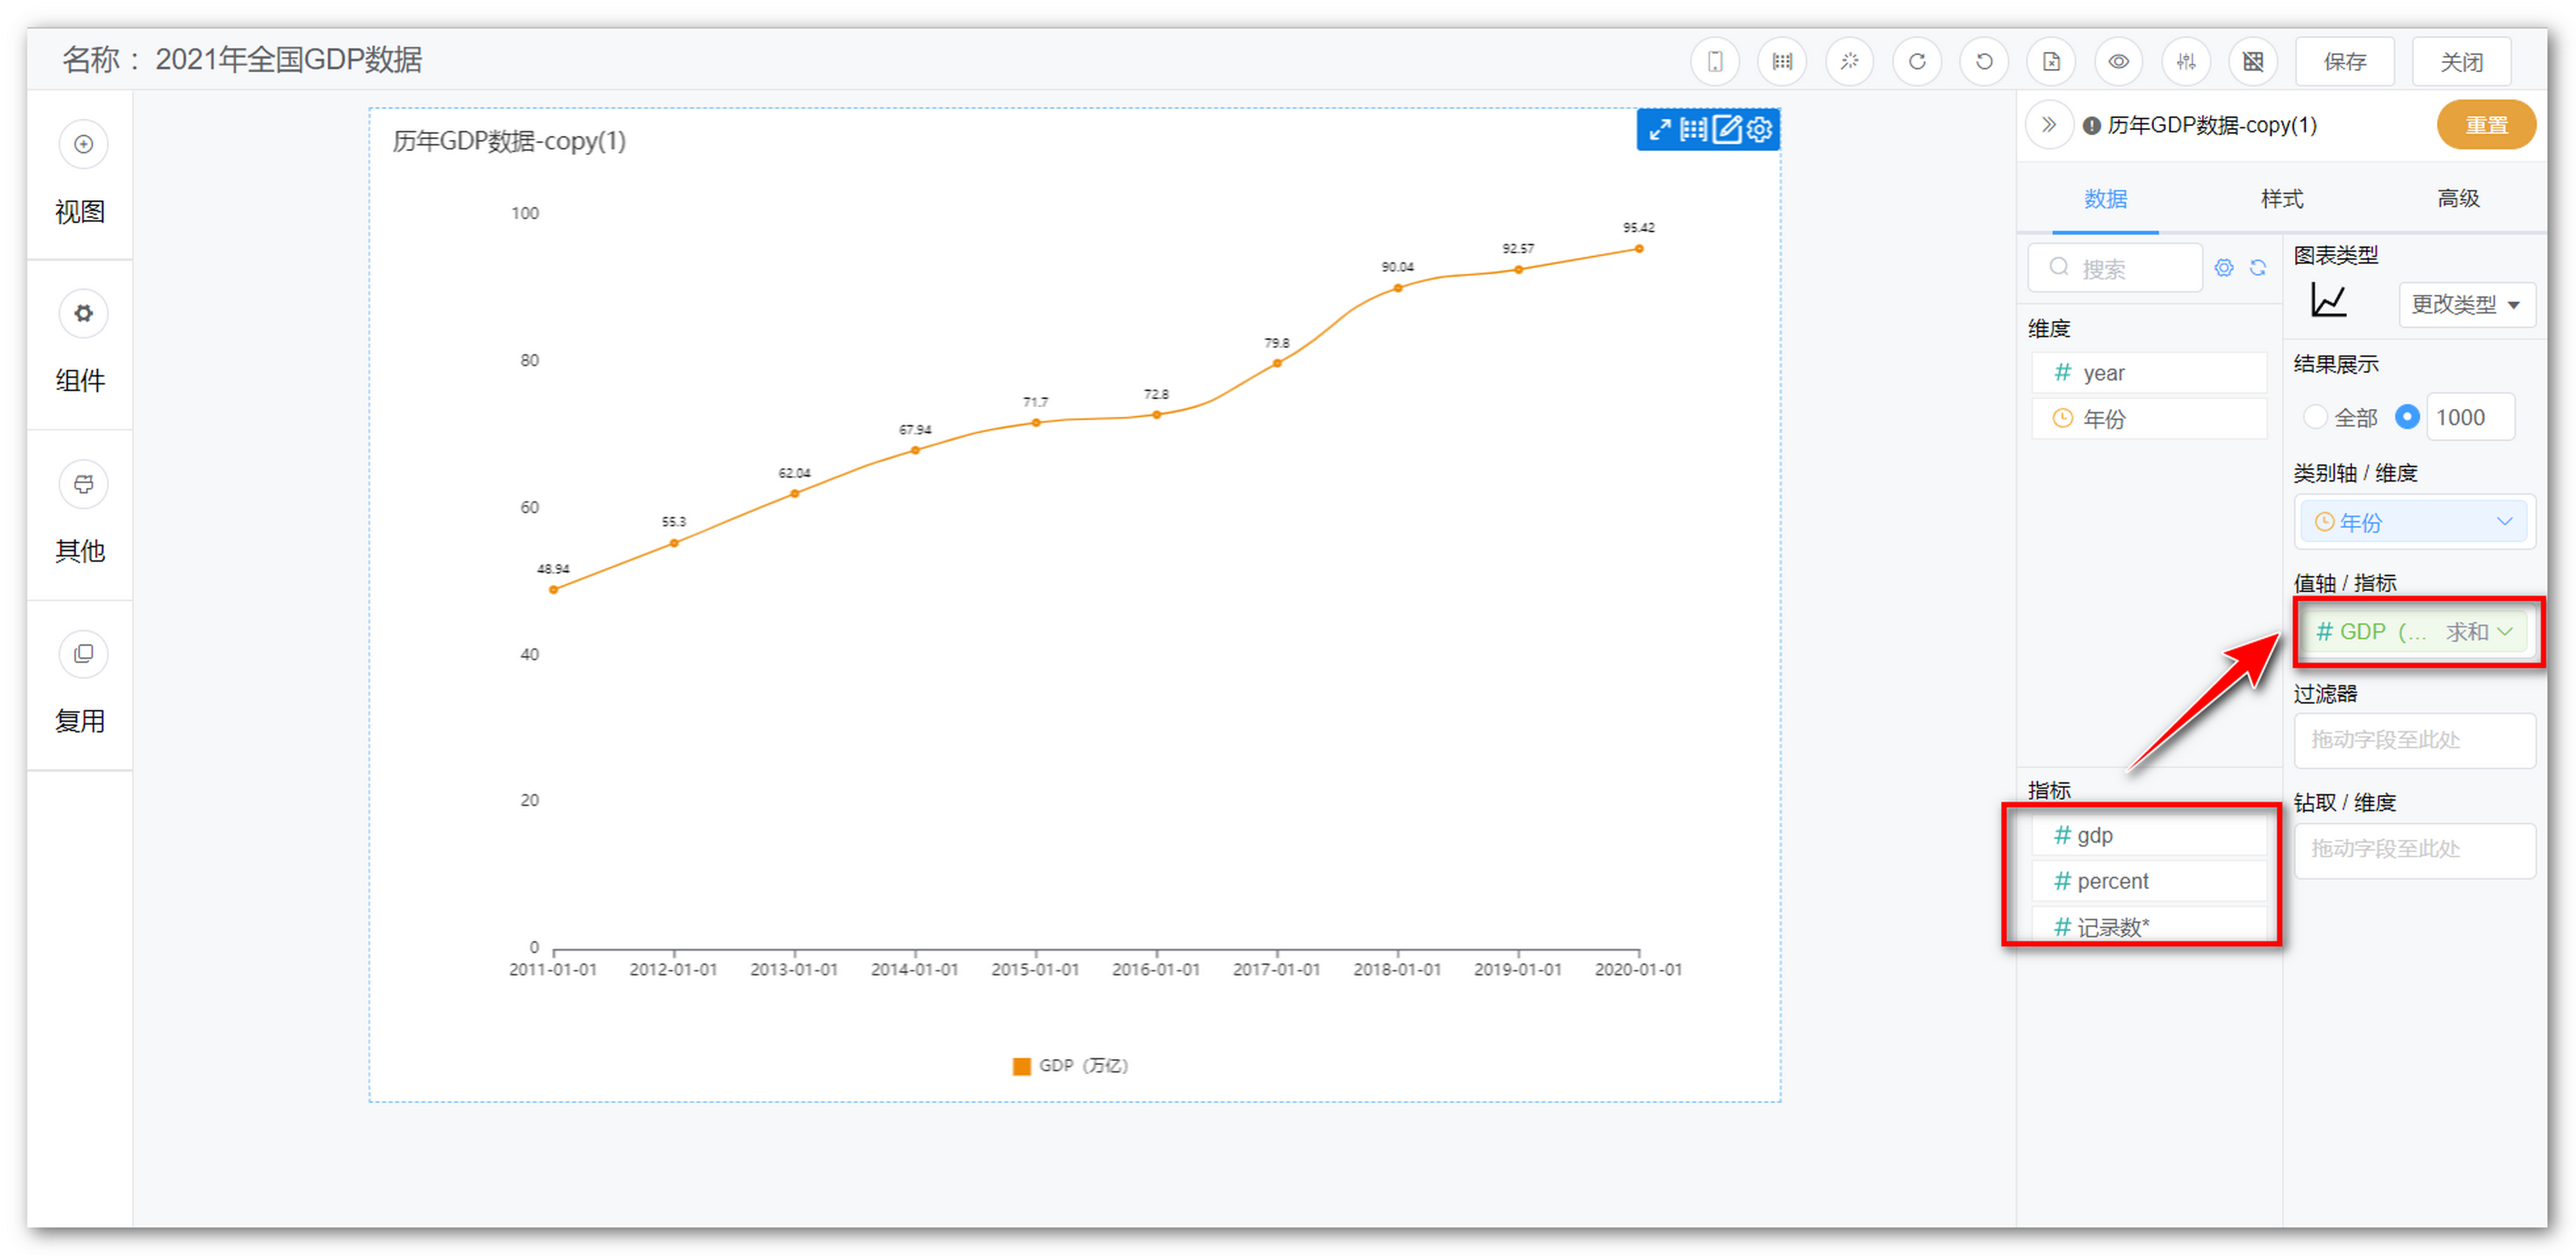 名称： 2021年全国GDP数据
保存
关闭
视图
组件
其他
复用
历年GDP数据-copy(1)
100
80
60
40
20
0
48.94
55.3
62.04
67.94
71.7
72.8
79.8
90.04
92.57
95.42
2011-01-01
2012-01-01
2013-01-01
2014-01-01
2015-01-01
2016-01-01
2017-01-01
2018-01-01
2019-01-01
2020-01-01
GDP（万亿）
历年GDP数据-copy(1)
重置
数据
样式
高级
搜索
维度
# year
年份
指标
# gdp
# percent
# 记录数*
图表类型
更改类型
结果展示
全部
1000
类别轴 / 维度
年份
值轴 / 指标
# GDP（... 求和
过滤器
拖动字段至此处
钻取 / 维度
拖动字段至此处